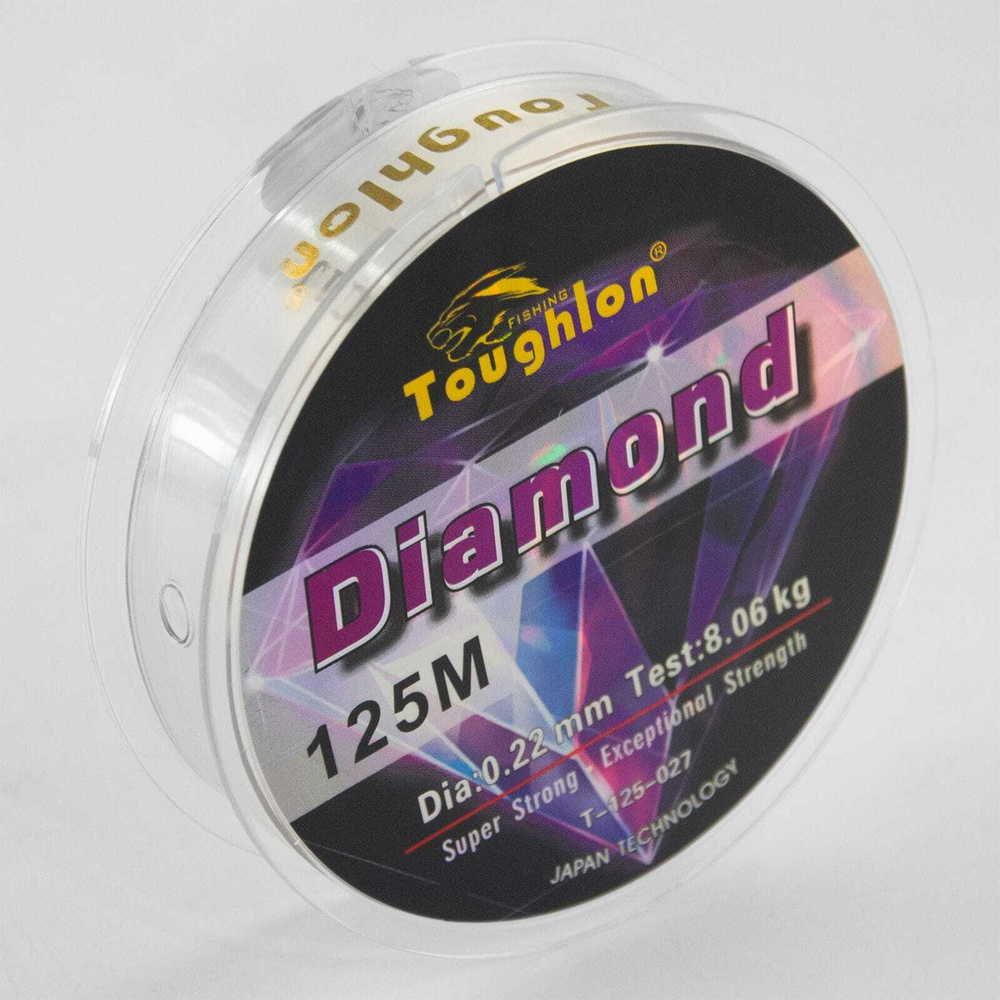 Toughlon
FISHING
Toughlon®
Diamond
125M
Dia:0.22 mm Test:8.06 kg
Super Strong - Exceptional Strength
T-125-027
JAPAN TECHNOLOGY